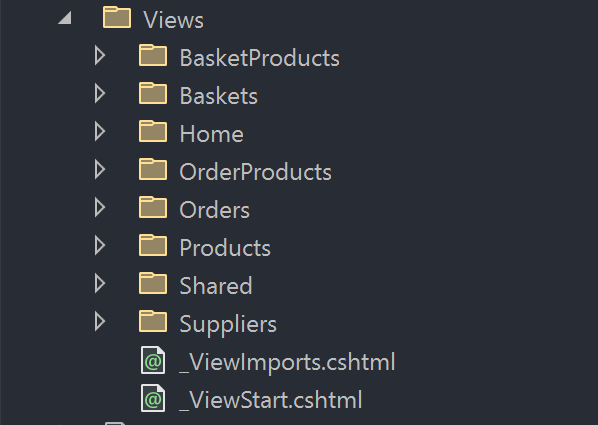 Views
BasketProducts
Baskets
Home
OrderProducts
Orders
Products
Shared
Suppliers
_ViewImports.cshtml
_ViewStart.cshtml